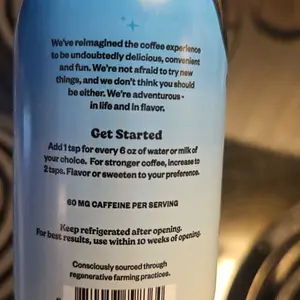 We've reimagined the coffee experience
to be undoubtedly delicious, convenient
and fun. We're not afraid to try new
things, and we don't think you should
be either. We're adventurous -
in life and in flavor.
Get Started
Add 1 tsp for every 6 oz of water or milk of
your choice. For stronger coffee, increase to
2 tsps. Flavor or sweeten to your preference.
60 MG CAFFEINE PER SERVING
Keep refrigerated after opening.
For best results, use within 10 weeks of opening.
Consciously sourced through
regenerative farming practices.